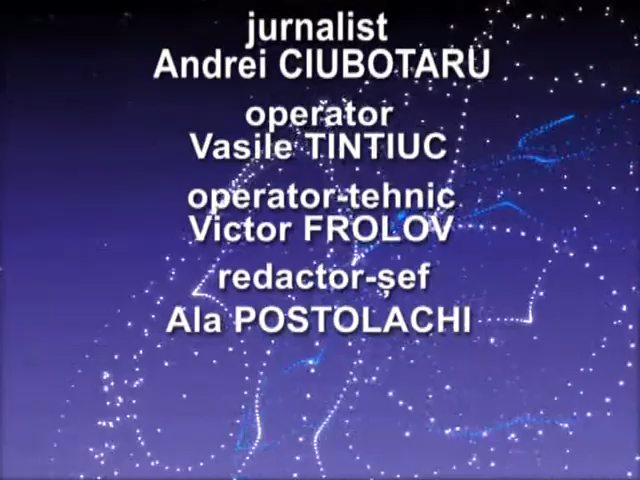 jurnalist
Andrei CIUBOTARU
operator
Vasile TINTIUC
operator-tehnic
Victor FROLOV
redactor-șef
Ala POSTOLACHI